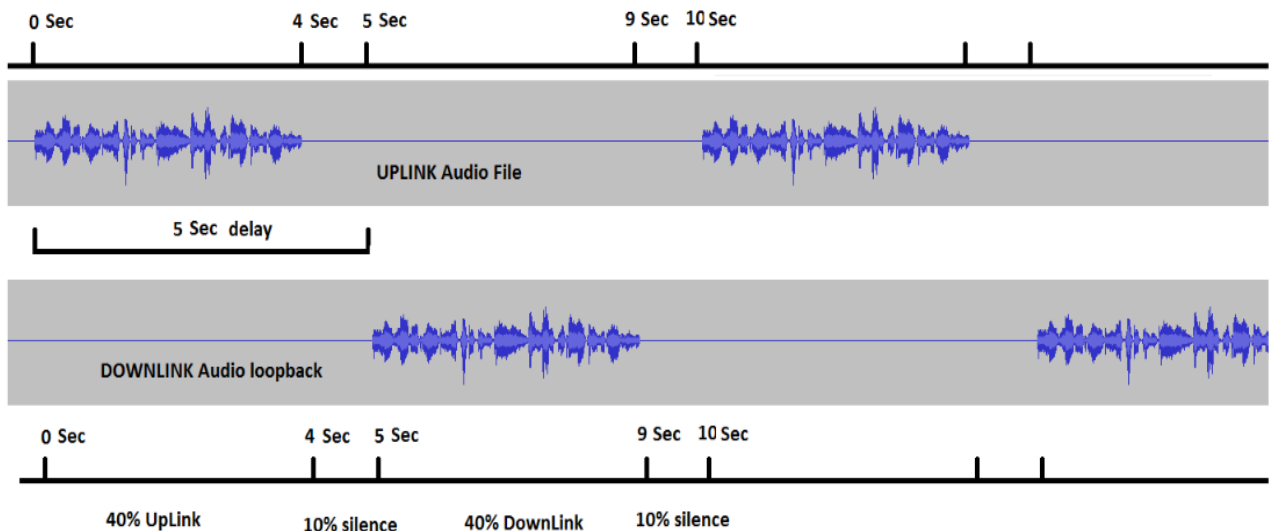 0 Sec 4 Sec 5 Sec 9 Sec 10 Sec
UPLINK Audio File
5 Sec delay
DOWNLINK Audio loopback
0 Sec 4 Sec 5 Sec 9 Sec 10 Sec
40% UpLink 10% silence 40% DownLink 10% silence